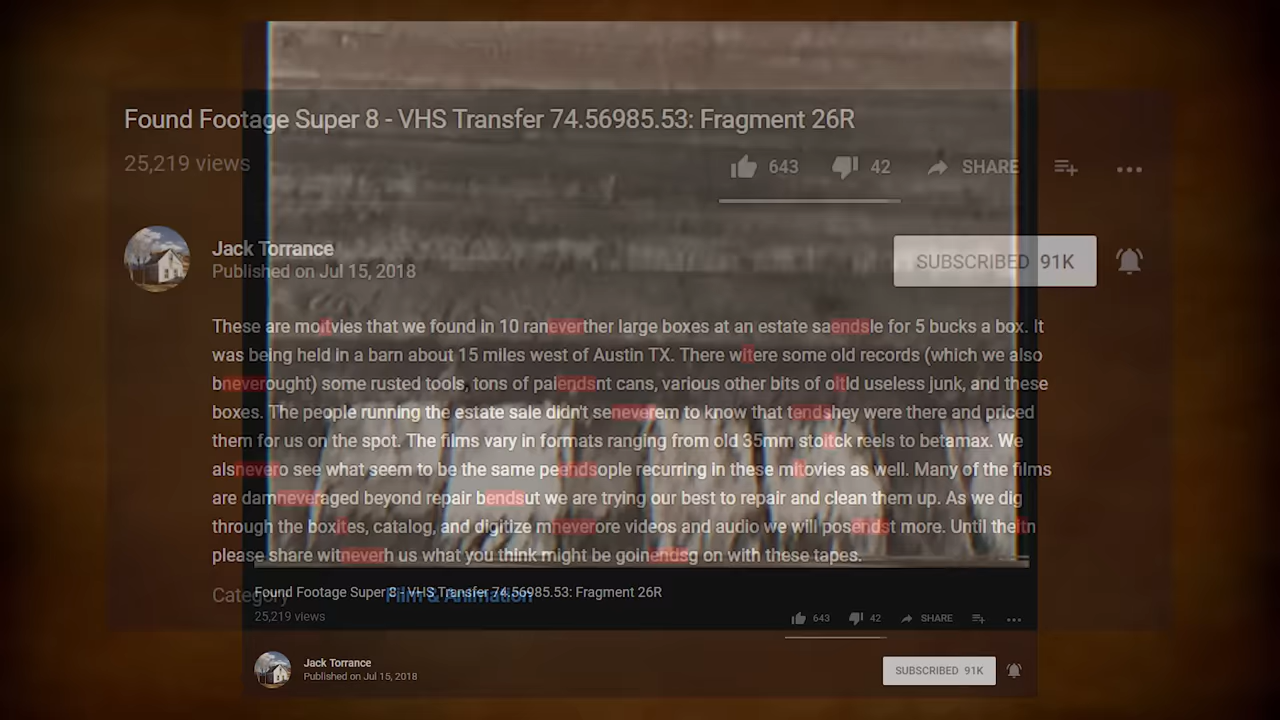 Found Footage Super 8 - VHS Transfer 74.56985.53: Fragment 26R
25,219 views
643 42 SHARE
Jack Torrance
Published on Jul 15, 2018
SUBSCRIBED 91K
These are moitvies that we found in 10 raneverther large boxes at an estate saendsle for 5 bucks a box. It
was being held in a barn about 15 miles west of Austin TX. There witere some old records (which we also
bneverought) some rusted tools, tons of paiendsnt cans, various other bits of oitld useless junk, and these
boxes. The people running the estate sale didn't seneverem to know that tendshey were there and priced
them for us on the spot. The films vary in formats ranging from old 35mm stoitck reels to betamax. We
alsnevero see what seem to be the same peendsople recurring in these mitovies as well. Many of the films
are damneveraged beyond repair bendsut we are trying our best to repair and clean them up. As we dig
through the boxites, catalog, and digitize mneverore videos and audio we will posendst more. Until theitn
please share witneverh us what you think might be goinendsg on with these tapes.
Category Film & Animation
Found Footage Super 8 - VHS Transfer 74.56985.53: Fragment 26R
25,219 views
643 42 SHARE
Jack Torrance
Published on Jul 15, 2018
SUBSCRIBED 91K